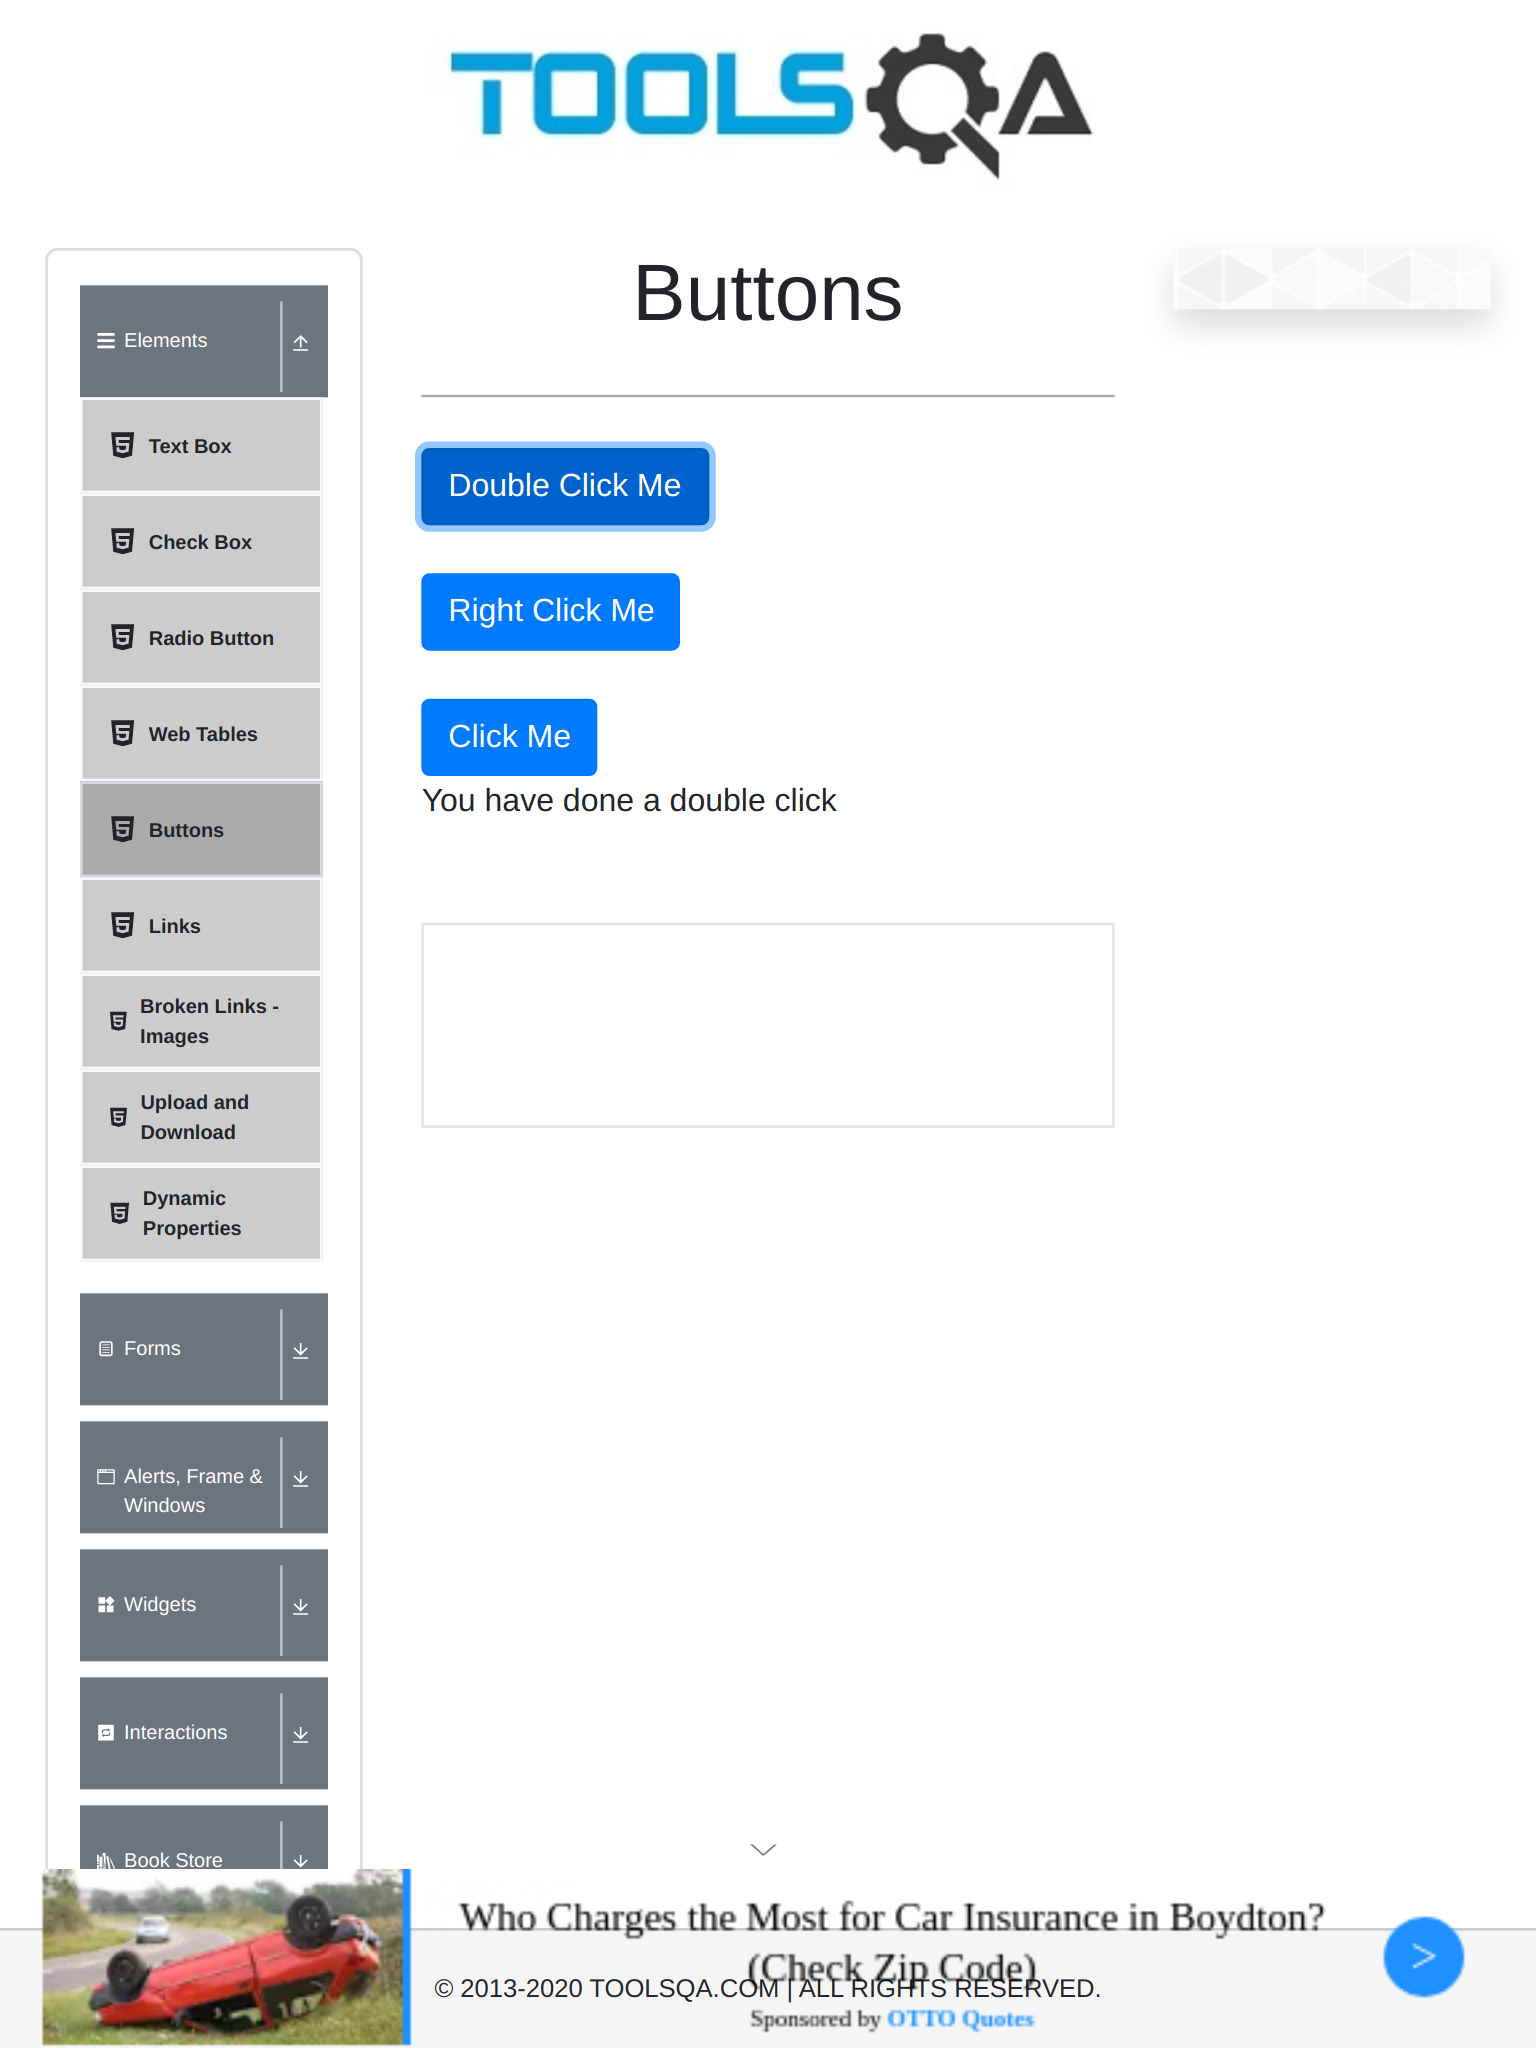 TOOLSQA
Buttons
Elements
Text Box
Check Box
Radio Button
Web Tables
Buttons
Links
Broken Links -
Images
Upload and
Download
Dynamic
Properties
Forms
Alerts, Frame &
Windows
Widgets
Interactions
Book Store
Double Click Me
Right Click Me
Click Me
You have done a double click
Who Charges the Most for Car Insurance in Boydton?
(Check Zip Code)
© 2013-2020 TOOLSQA.COM | ALL RIGHTS RESERVED.
Sponsored by OTTO Quotes